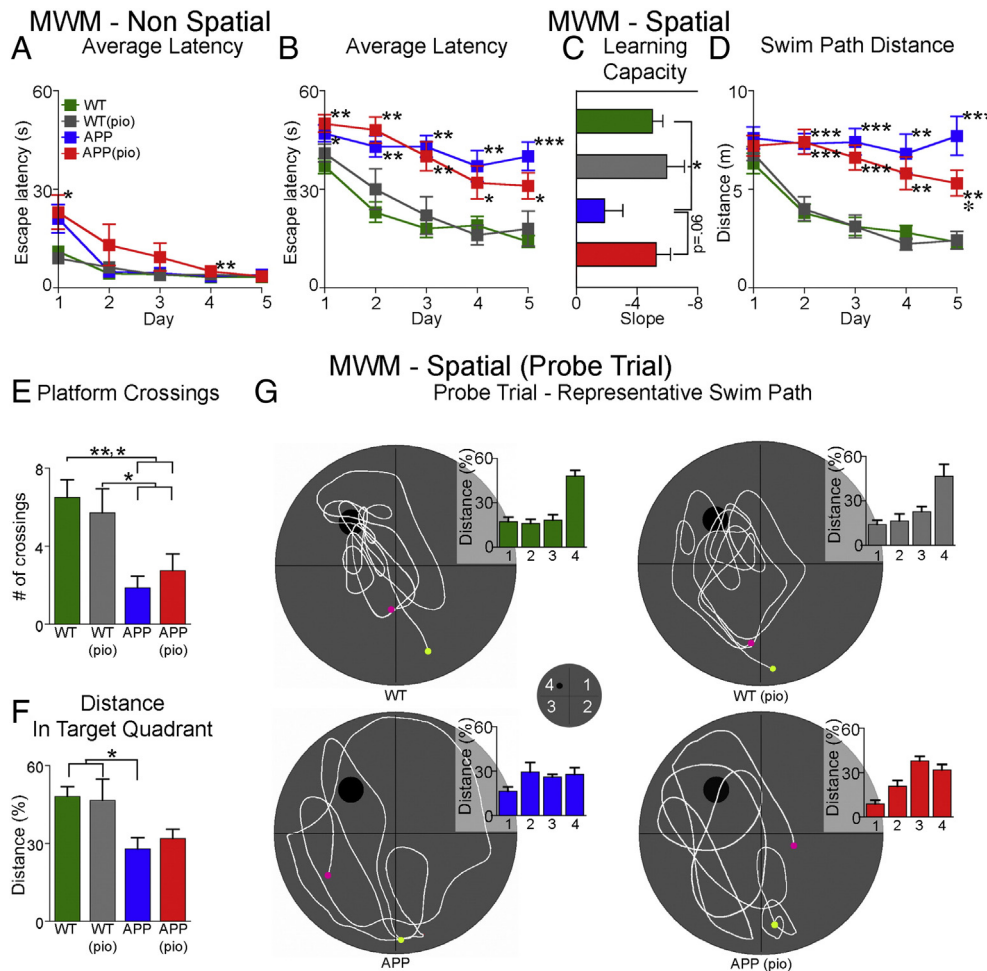 MWM - Non Spatial
MWM - Spatial
A
Average Latency
Escape latency (s)
60
30
0
WT
WT(pio)
APP
APP(pio)
*
**
1 2 3 4 5
Day
B
Average Latency
Escape latency (s)
60
30
0
**
*
**
**
**
**
**
*
***
*
1 2 3 4 5
Day
C
Learning
Capacity
*
p=.06
0 -4 -8
Slope
D
Swim Path Distance
Distance (m)
10
5
0
***
***
***
***
**
**
***
**
*
1 2 3 4 5
Day
MWM - Spatial (Probe Trial)
E
Platform Crossings
# of crossings
8
4
0
**,*
*
WT WT (pio) APP APP (pio)
F
Distance
In Target Quadrant
Distance (%)
60
30
0
*
WT WT (pio) APP APP (pio)
G
Probe Trial - Representative Swim Path
Distance (%)
60
30
0
1 2 3 4
WT
Distance (%)
60
30
0
1 2 3 4
WT (pio)
4 1
3 2
Distance (%)
60
30
0
1 2 3 4
APP
Distance (%)
60
30
0
1 2 3 4
APP (pio)